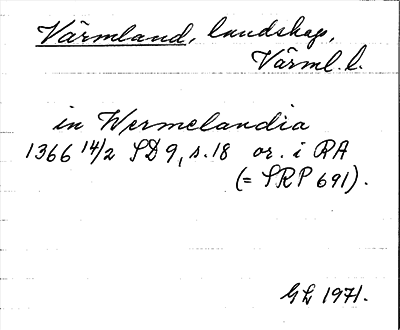 Värmland, landskap,
Värml. l.
in Wermelandia
1366 14/2 SD 9, s. 18 or. i RA
(= SRP 691).
GL 1971.